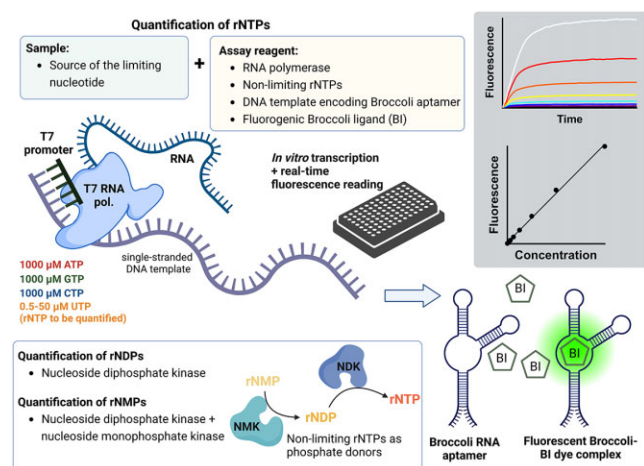 Quantification of rNTPs
Sample:
• Source of the limiting
nucleotide
+
Assay reagent:
• RNA polymerase
• Non-limiting rNTPs
• DNA template encoding Broccoli aptamer
• Fluorogenic Broccoli ligand (BI)
Fluorescence
Time
T7
promoter
RNA
T7 RNA
pol.
In vitro transcription
+ real-time
fluorescence reading
single-stranded
DNA template
Fluorescence
Concentration
1000 µM ATP
1000 µM GTP
1000 µM CTP
0.5-50 µM UTP
(rNTP to be quantified)
BI
BI
BI
BI
Broccoli RNA
aptamer
Fluorescent Broccoli-
BI dye complex
Quantification of rNDPs
• Nucleoside diphosphate kinase
Quantification of rNMPs
• Nucleoside diphosphate kinase +
nucleoside monophosphate kinase
NDK
rNMP
rNDP
rNTP
NMK
Non-limiting rNTPs as
phosphate donors